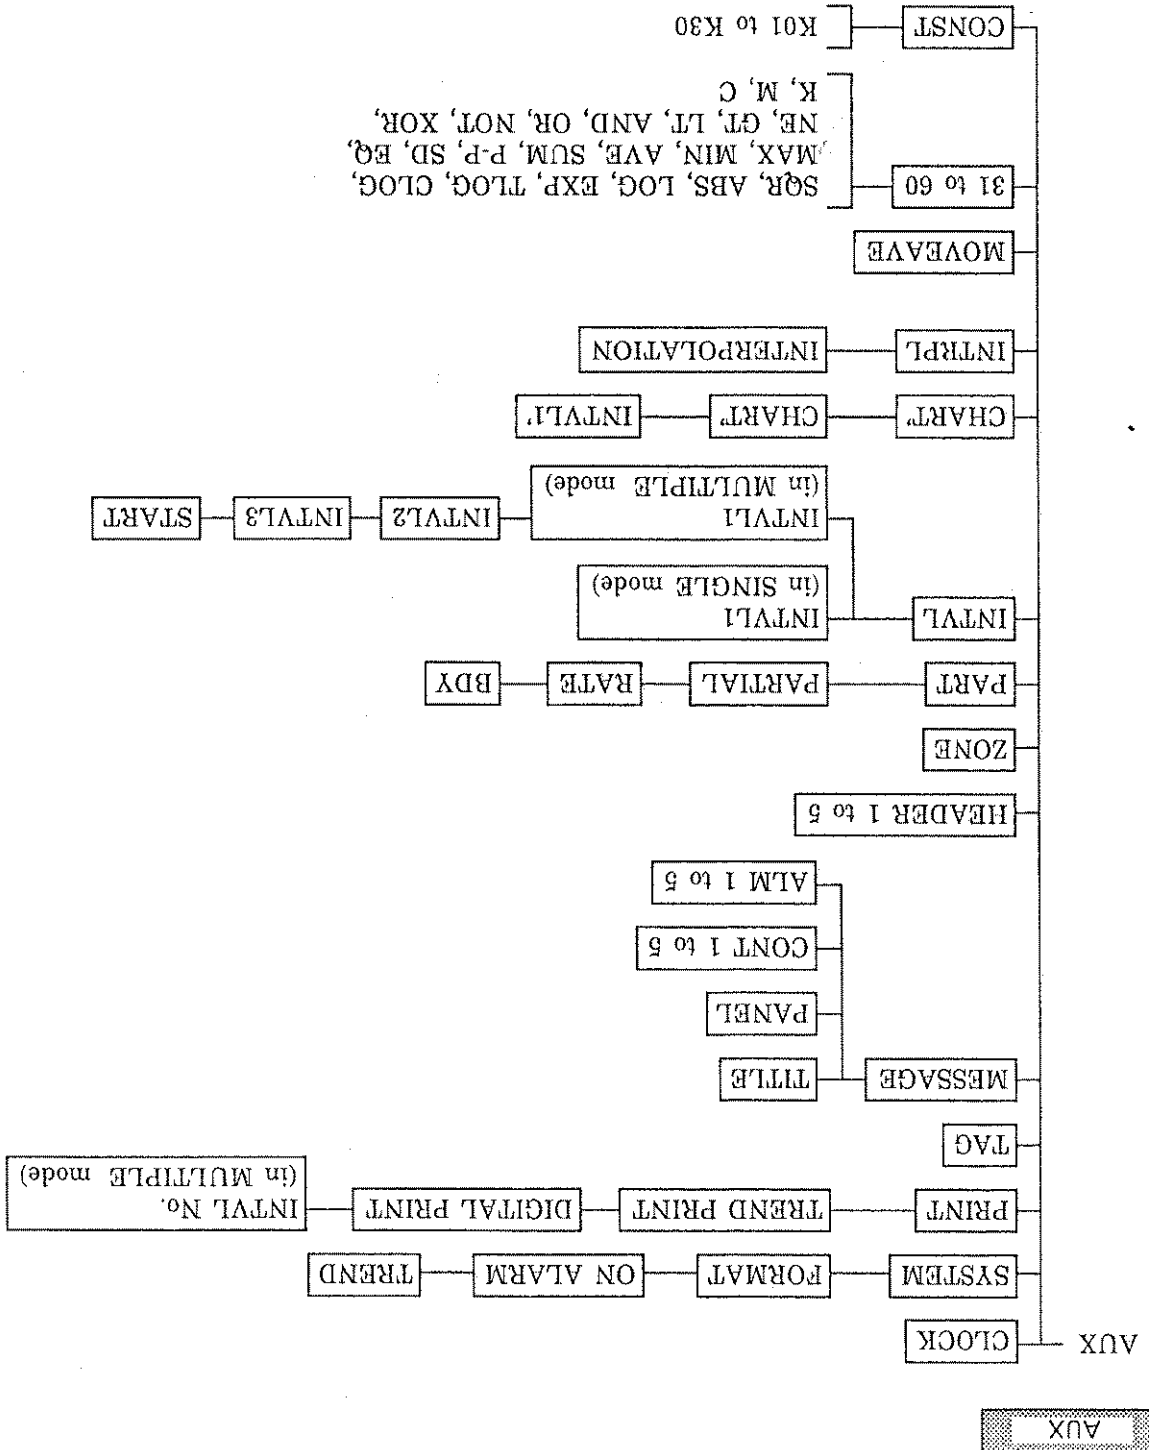 AUX
AUX
CLOCK
SYSTEM FORMAT ON ALARM TREND
PRINT TREND PRINT DIGITAL PRINT INTVL No.
(in MULTIPLE mode)
TAG
MESSAGE TITLE
PANEL
CONT 1 to 5
ALM 1 to 5
HEADER 1 to 5
ZONE
PART PARTIAL RATE BDY
INTVL INTVL1
(in SINGLE mode)
INTVL1
(in MULTIPLE mode)
INTVL2 INTVL3 START
CHART' CHART' INTVL1'
INTRPL INTERPOLATION
MOVEAVE
31 to 60
SQR, ABS, LOG, EXP, TLOG, CLOG,
MAX, MIN, AVE, SUM, P-P, SD, EQ,
NE, GT, LT, AND, OR, NOT, XOR,
K, M, C
CONST K01 to K30